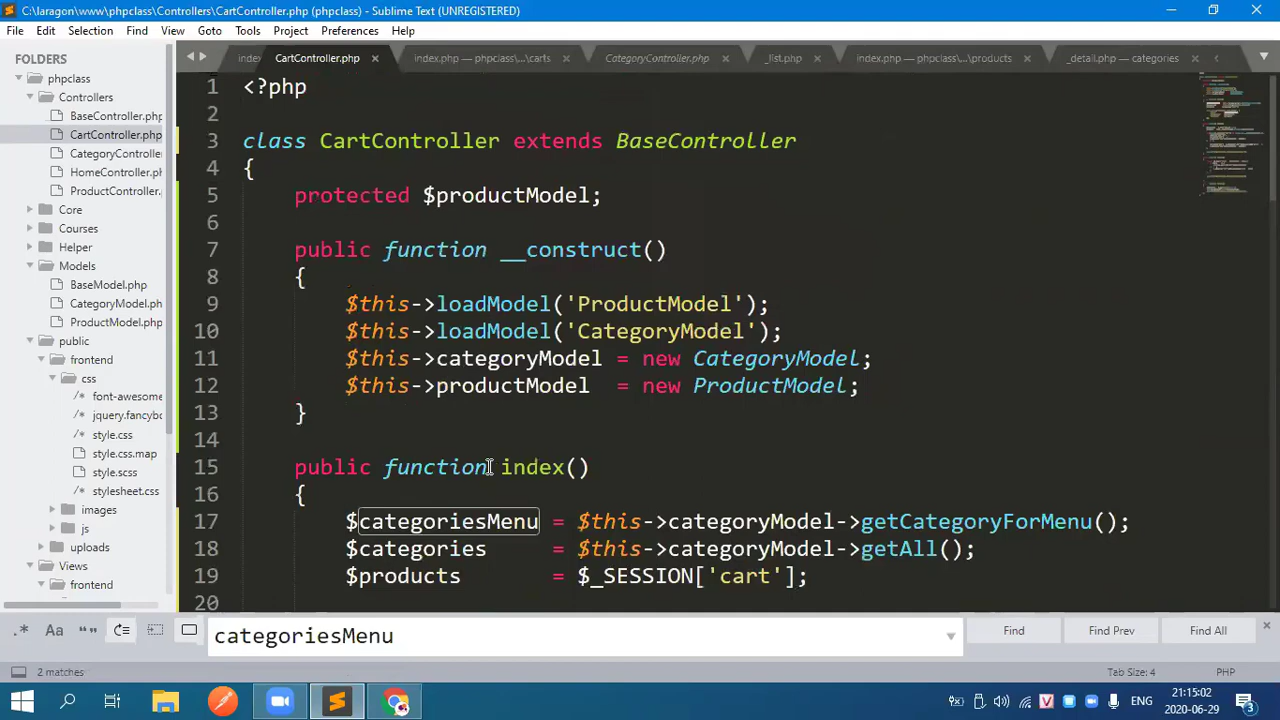 C:\laragon\www\phpclass\Controllers\CartController.php (phpclass) - Sublime Text (UNREGISTERED)
File Edit Selection Find View Goto Tools Project Preferences Help
FOLDERS
phpclass
Controllers
BaseController.php
CartController.php
CategoryControlle
HomeController.ph
ProductController.
Core
Courses
Helper
Models
BaseModel.php
CategoryModel.ph
ProductModel.php
public
frontend
css
font-awesome
jquery.fancybo
style.css
style.css.map
style.scss
stylesheet.css
images
js
uploads
Views
frontend
index CartController.php index.php — phpclass\...\carts CategoryController.php _list.php index.php — phpclass\...\products _detail.php — categories
1 <?php
2
3 class CartController extends BaseController
4 {
5 protected $productModel;
6
7 public function __construct()
8 {
9 $this->loadModel('ProductModel');
10 $this->loadModel('CategoryModel');
11 $this->categoryModel = new CategoryModel;
12 $this->productModel = new ProductModel;
13 }
14
15 public function index()
16 {
17 $categoriesMenu = $this->categoryModel->getCategoryForMenu();
18 $categories = $this->categoryModel->getAll();
19 $products = $_SESSION['cart'];
20
.* Aa “” categoriesMenu Find Find Prev Find All
2 matches Tab Size: 4 PHP
ENG 21:15:02
2020-06-29 3